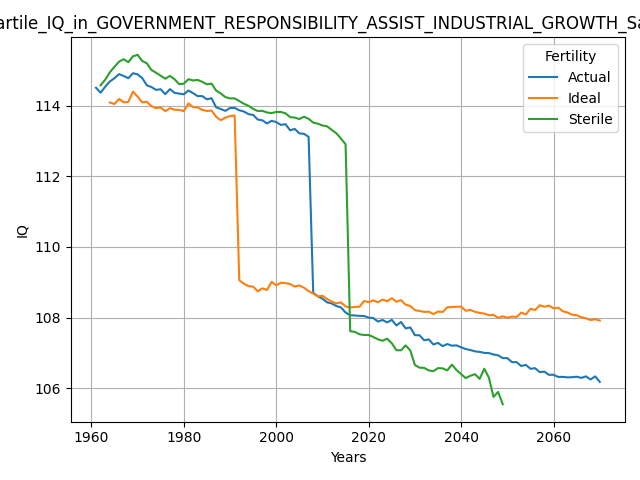 artile_IQ_in_GOVERNMENT_RESPONSIBILITY_ASSIST_INDUSTRIAL_GROWTH_Sa
Fertility
Actual
Ideal
Sterile
114
112
110
108
106
IQ
1960 1980 2000 2020 2040 2060
Years